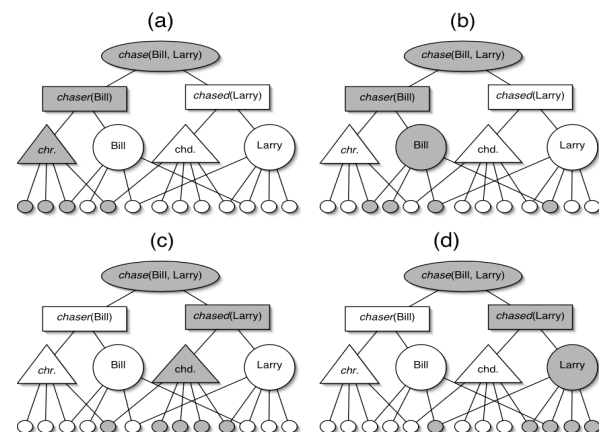 (a)
chase(Bill, Larry)
chaser(Bill)
chased(Larry)
chr.
Bill
chd.
Larry
(b)
chase(Bill, Larry)
chaser(Bill)
chased(Larry)
chr.
Bill
chd.
Larry
(c)
chase(Bill, Larry)
chaser(Bill)
chased(Larry)
chr.
Bill
chd.
Larry
(d)
chase(Bill, Larry)
chaser(Bill)
chased(Larry)
chr.
Bill
chd.
Larry